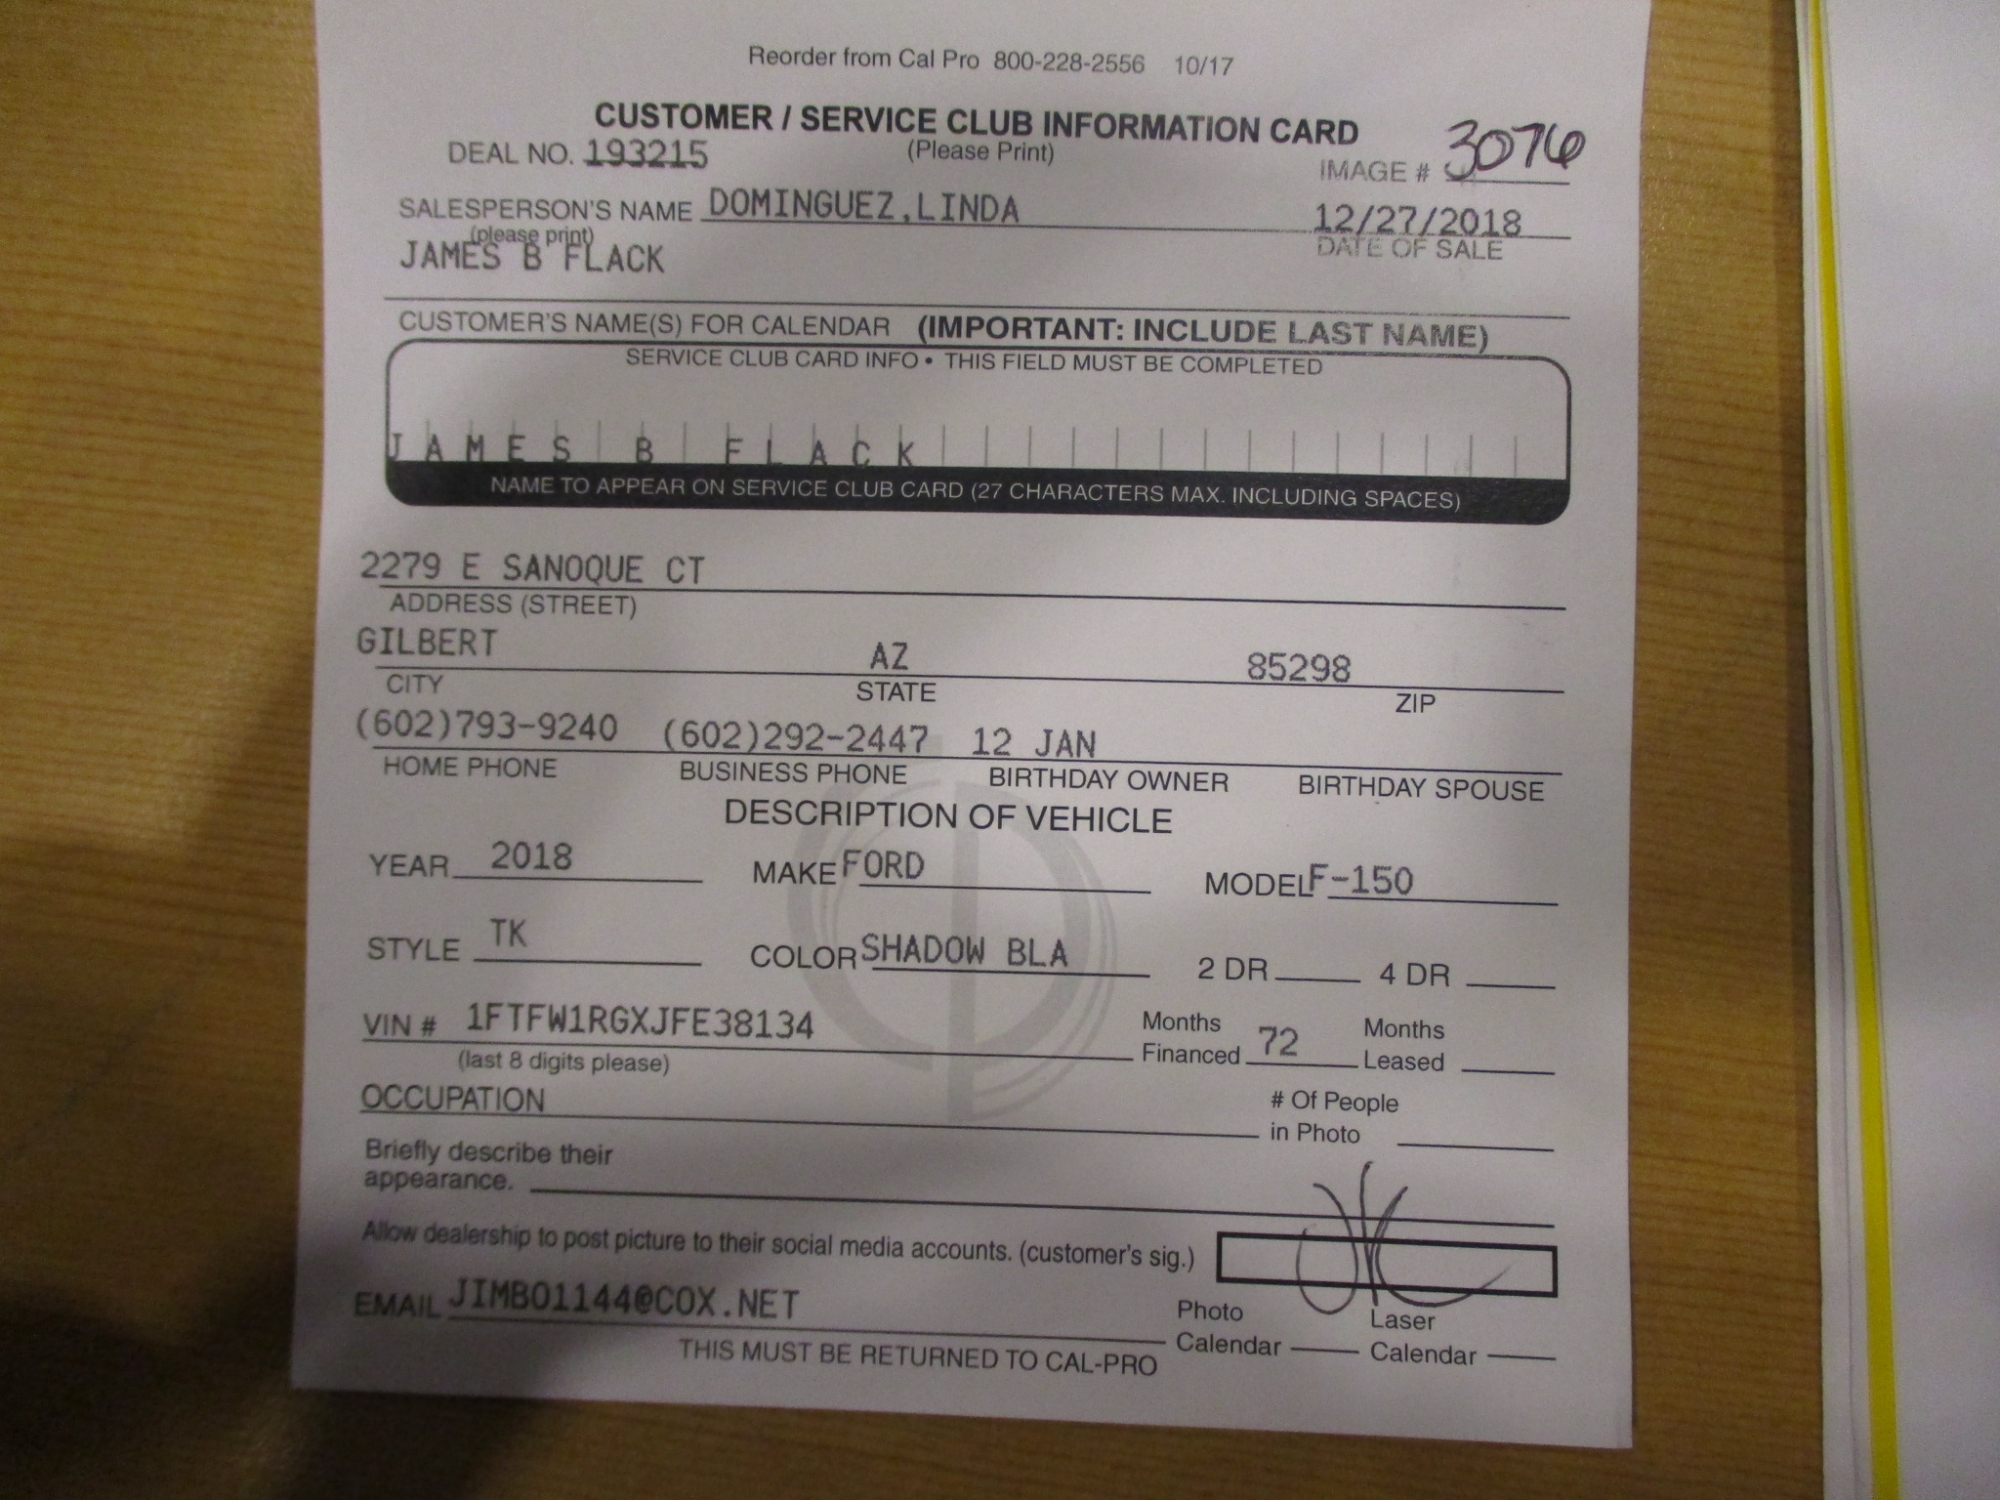 Reorder from Cal Pro 800-228-2556 10/17
CUSTOMER / SERVICE CLUB INFORMATION CARD
DEAL NO. 193215 (Please Print) IMAGE # 3076
SALESPERSON'S NAME DOMINGUEZ,LINDA 12/27/2018
(please print) DATE OF SALE
JAMES B FLACK
CUSTOMER'S NAME(S) FOR CALENDAR (IMPORTANT: INCLUDE LAST NAME)
SERVICE CLUB CARD INFO • THIS FIELD MUST BE COMPLETED
JAMES B FLACK
NAME TO APPEAR ON SERVICE CLUB CARD (27 CHARACTERS MAX. INCLUDING SPACES)
2279 E SANOQUE CT
ADDRESS (STREET)
GILBERT AZ 85298
CITY STATE ZIP
(602)793-9240 (602)292-2447 12 JAN
HOME PHONE BUSINESS PHONE BIRTHDAY OWNER BIRTHDAY SPOUSE
DESCRIPTION OF VEHICLE
YEAR 2018 MAKE FORD MODEL F-150
STYLE TK COLOR SHADOW BLA 2 DR 4 DR
VIN # 1FTFW1RGXJFE38134 Months Financed 72 Months Leased
(last 8 digits please)
OCCUPATION # Of People in Photo
Briefly describe their
appearance.
Allow dealership to post picture to their social media accounts. (customer's sig.)
EMAIL JIMBO1144@COX.NET Photo Calendar Laser Calendar
THIS MUST BE RETURNED TO CAL-PRO